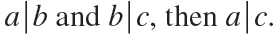 a|b and b|c, then a|c.